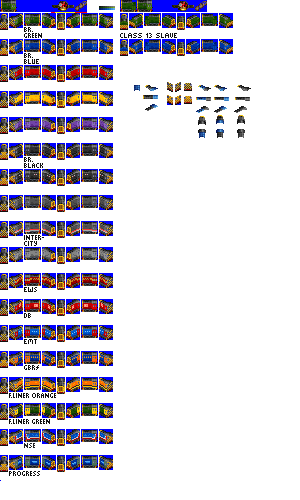 BR.
GREEN
CLASS 13 SLAVE
BR.
BLUE
BR.
BLACK
INTER-
CITY
EWS
DB
EMT
GBRF
F.LINER ORANGE
F.LINER GREEN
NSE
PROGRESS